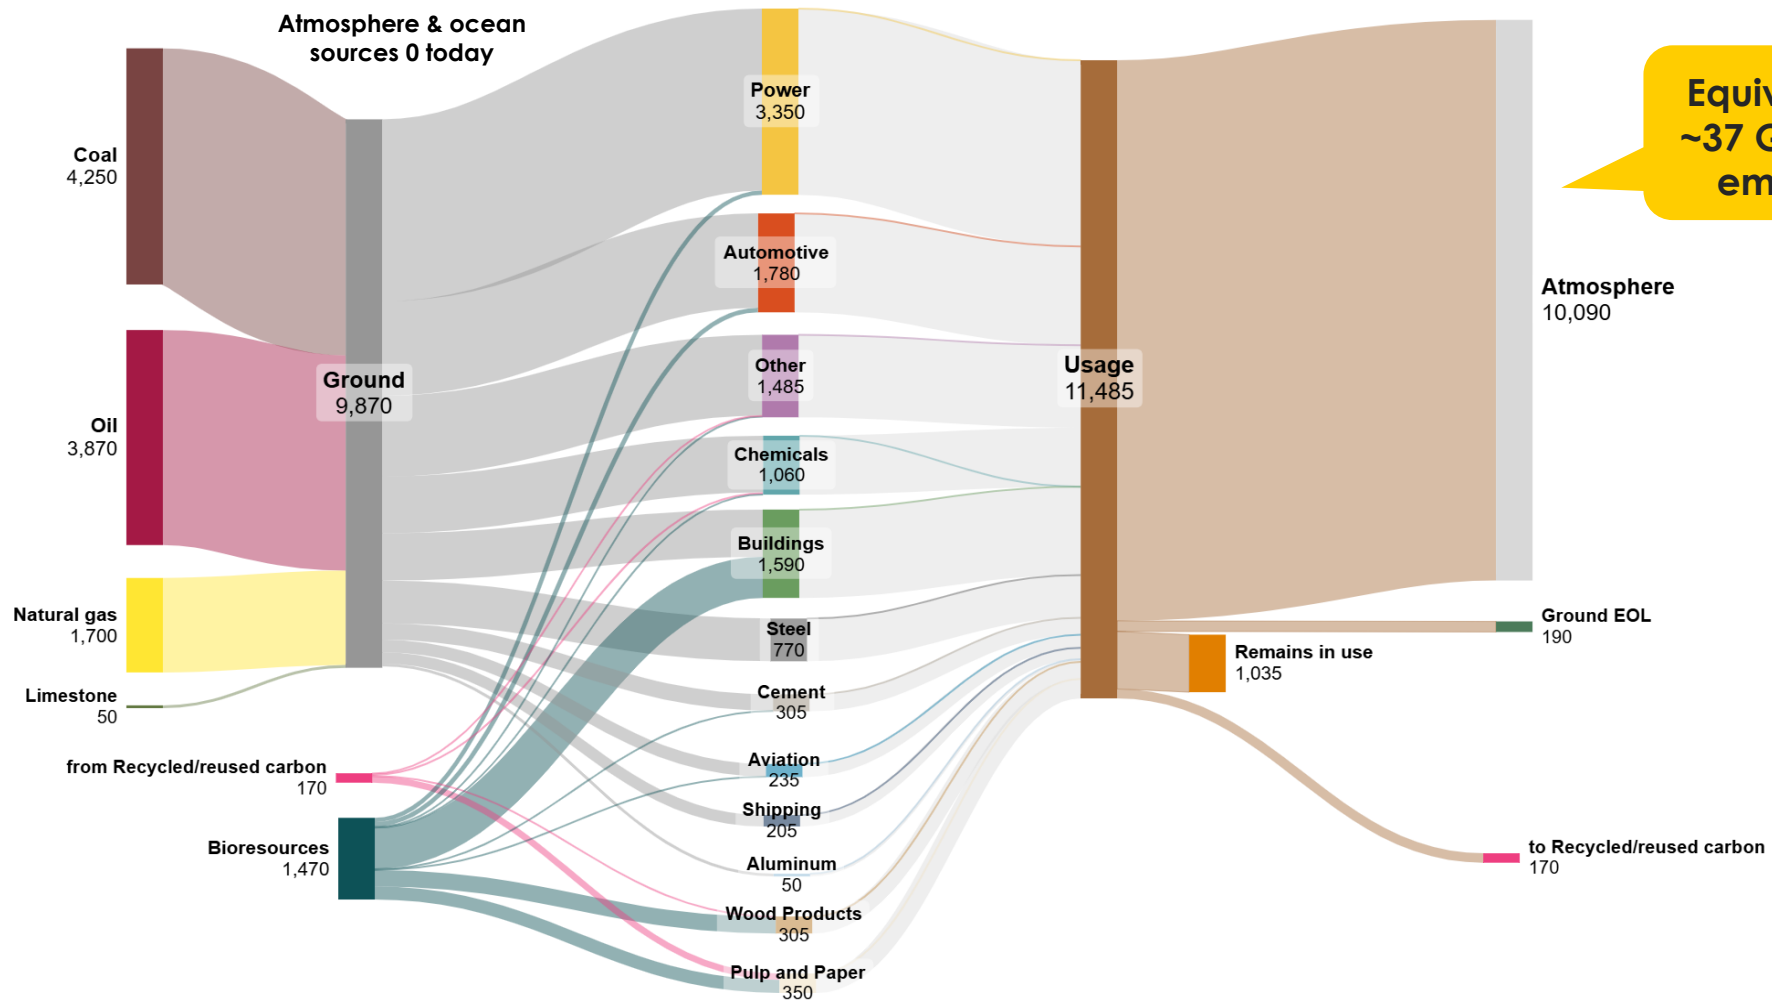 Atmosphere & ocean
sources 0 today
Coal
4,250
Oil
3,870
Natural gas
1,700
Limestone
50
from Recycled/reused carbon
170
Bioresources
1,470
Ground
9,870
Power
3,350
Automotive
1,780
Other
1,485
Chemicals
1,060
Buildings
1,590
Steel
770
Cement
305
Aviation
235
Shipping
205
Aluminum
50
Wood Products
305
Pulp and Paper
350
Usage
11,485
Equiv
~37 G
em
Atmosphere
10,090
Ground EOL
190
Remains in use
1,035
to Recycled/reused carbon
170